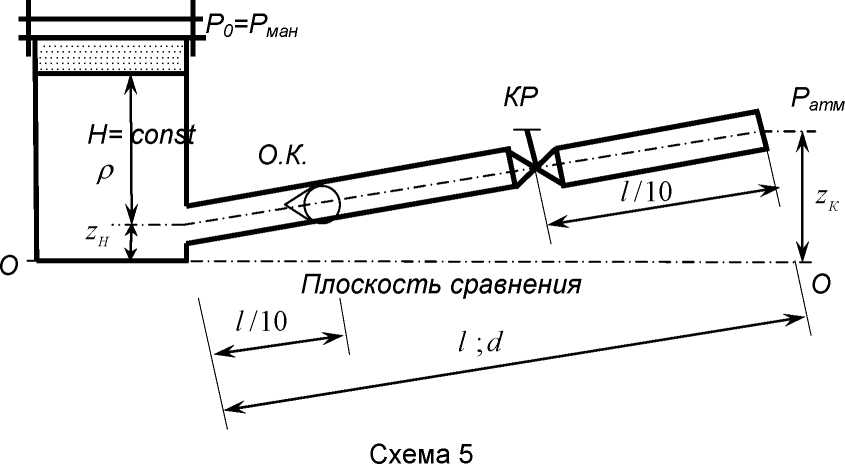 P0=Pман
КР
Pатм
H= const
О.К.
ρ
l/10
zК
zН
О
О
Плоскость сравнения
l/10
l ;d
Схема 5